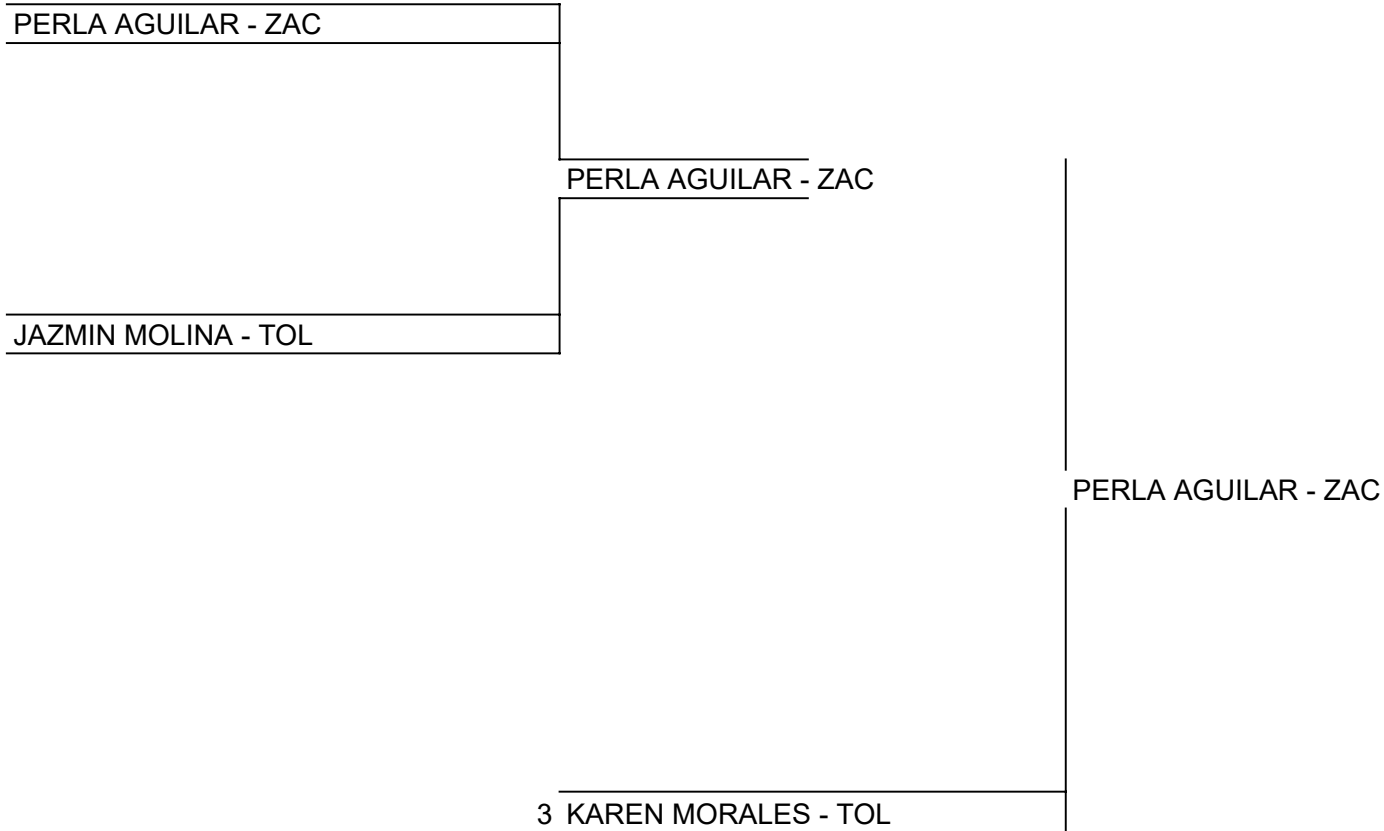 PERLA AGUILAR - ZAC
PERLA AGUILAR - ZAC
JAZMIN MOLINA - TOL
PERLA AGUILAR - ZAC
3 KAREN MORALES - TOL